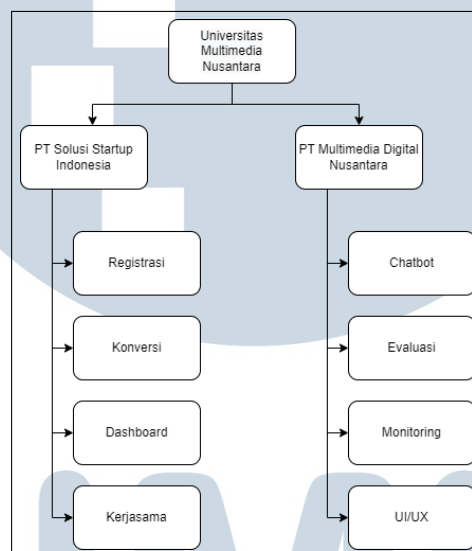 Universitas
Multimedia
Nusantara
PT Solusi Startup
Indonesia
PT Multimedia Digital
Nusantara
Registrasi
Chatbot
Konversi
Evaluasi
Dashboard
Monitoring
Kerjasama
UI/UX